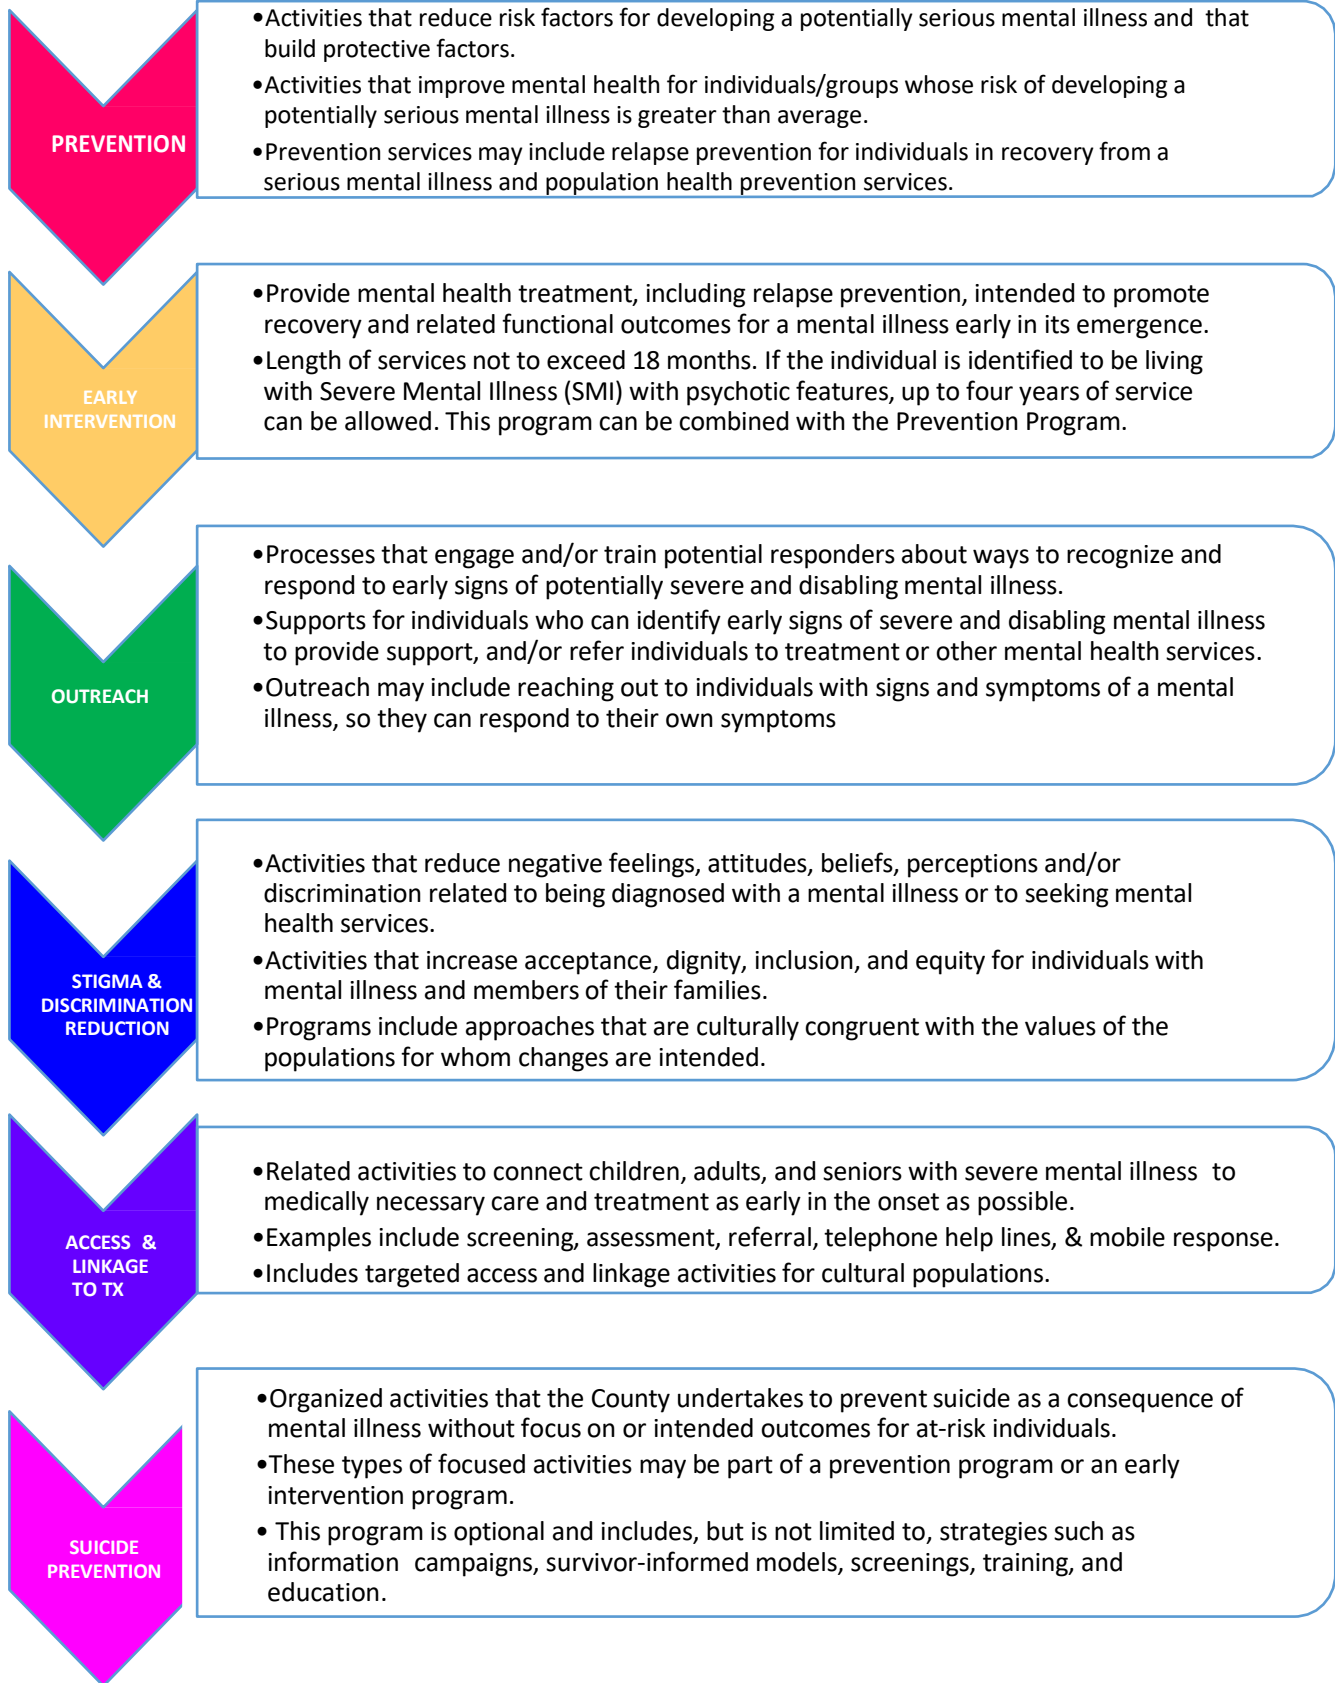 PREVENTION
•Activities that reduce risk factors for developing a potentially serious mental illness and that
build protective factors.
•Activities that improve mental health for individuals/groups whose risk of developing a
potentially serious mental illness is greater than average.
•Prevention services may include relapse prevention for individuals in recovery from a
serious mental illness and population health prevention services.
EARLY
INTERVENTION
•Provide mental health treatment, including relapse prevention, intended to promote
recovery and related functional outcomes for a mental illness early in its emergence.
•Length of services not to exceed 18 months. If the individual is identified to be living
with Severe Mental Illness (SMI) with psychotic features, up to four years of service
can be allowed. This program can be combined with the Prevention Program.
OUTREACH
•Processes that engage and/or train potential responders about ways to recognize and
respond to early signs of potentially severe and disabling mental illness.
•Supports for individuals who can identify early signs of severe and disabling mental illness
to provide support, and/or refer individuals to treatment or other mental health services.
•Outreach may include reaching out to individuals with signs and symptoms of a mental
illness, so they can respond to their own symptoms
STIGMA &
DISCRIMINATION
REDUCTION
•Activities that reduce negative feelings, attitudes, beliefs, perceptions and/or
discrimination related to being diagnosed with a mental illness or to seeking mental
health services.
•Activities that increase acceptance, dignity, inclusion, and equity for individuals with
mental illness and members of their families.
•Programs include approaches that are culturally congruent with the values of the
populations for whom changes are intended.
ACCESS &
LINKAGE
TO TX
•Related activities to connect children, adults, and seniors with severe mental illness to
medically necessary care and treatment as early in the onset as possible.
•Examples include screening, assessment, referral, telephone help lines, & mobile response.
•Includes targeted access and linkage activities for cultural populations.
SUICIDE
PREVENTION
•Organized activities that the County undertakes to prevent suicide as a consequence of
mental illness without focus on or intended outcomes for at-risk individuals.
•These types of focused activities may be part of a prevention program or an early
intervention program.
• This program is optional and includes, but is not limited to, strategies such as
information campaigns, survivor-informed models, screenings, training, and
education.